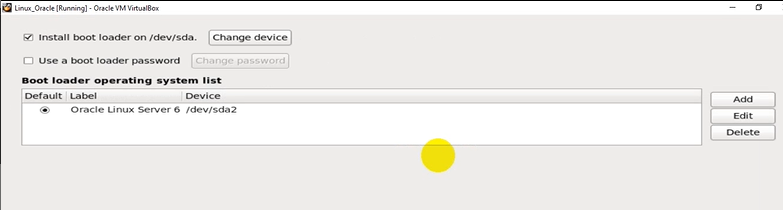 Linux_Oracle [Running] - Oracle VM VirtualBox
Install boot loader on /dev/sda. Change device
Use a boot loader password Change password
Boot loader operating system list
Default Label Device
Oracle Linux Server 6 /dev/sda2
Add
Edit
Delete